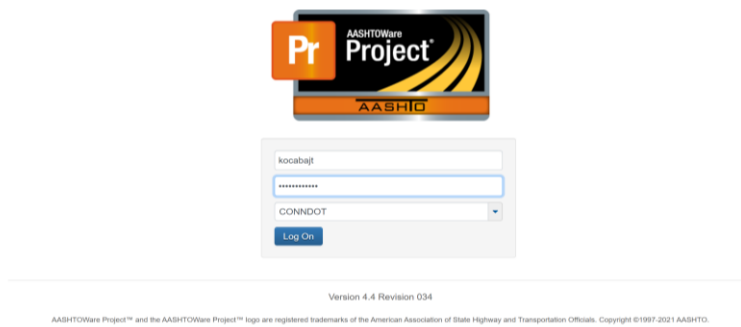 Pr
AASHTOWare
Project®
AASHTO
kocabajt
••••••••••••
CONNDOT
Log On
Version 4.4 Revision 034
AASHTOWare Project™ and the AASHTOWare Project™ logo are registered trademarks of the American Association of State Highway and Transportation Officials. Copyright ©1997-2021 AASHTO.